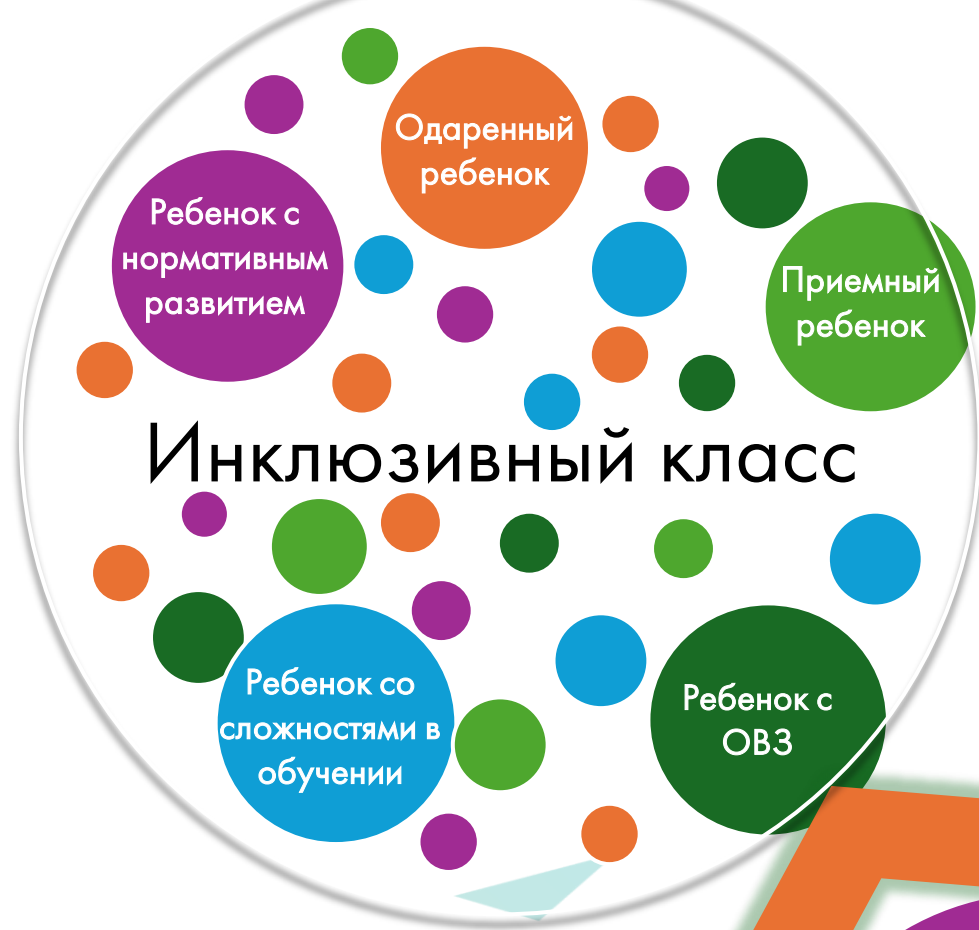 Одаренный
ребенок
Ребенок с
нормативным
развитием
Приемный
ребенок
Инклюзивный класс
Ребенок со
сложностями в
обучении
Ребенок с
ОВЗ